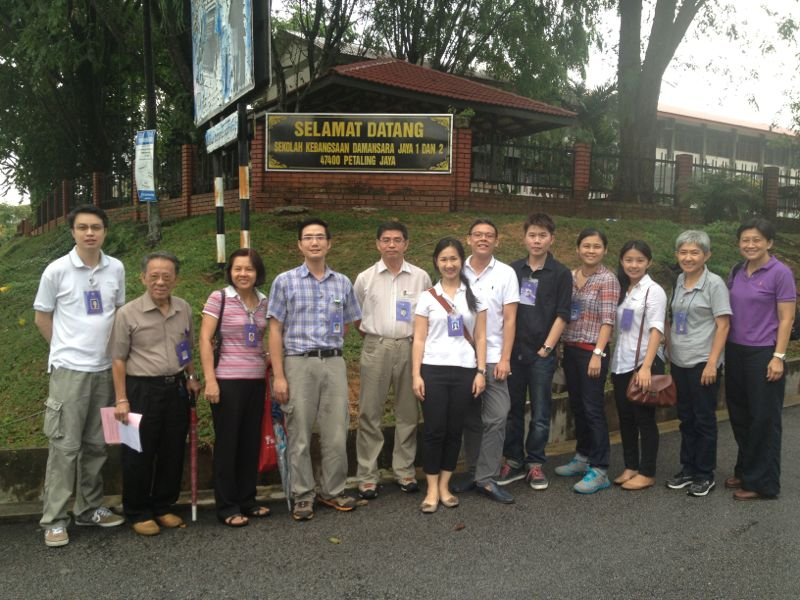 SELAMAT DATANG
SEKOLAH KEBANGSAAN DAMANSARA JAYA 1 DAN 2
47400 PETALING JAYA